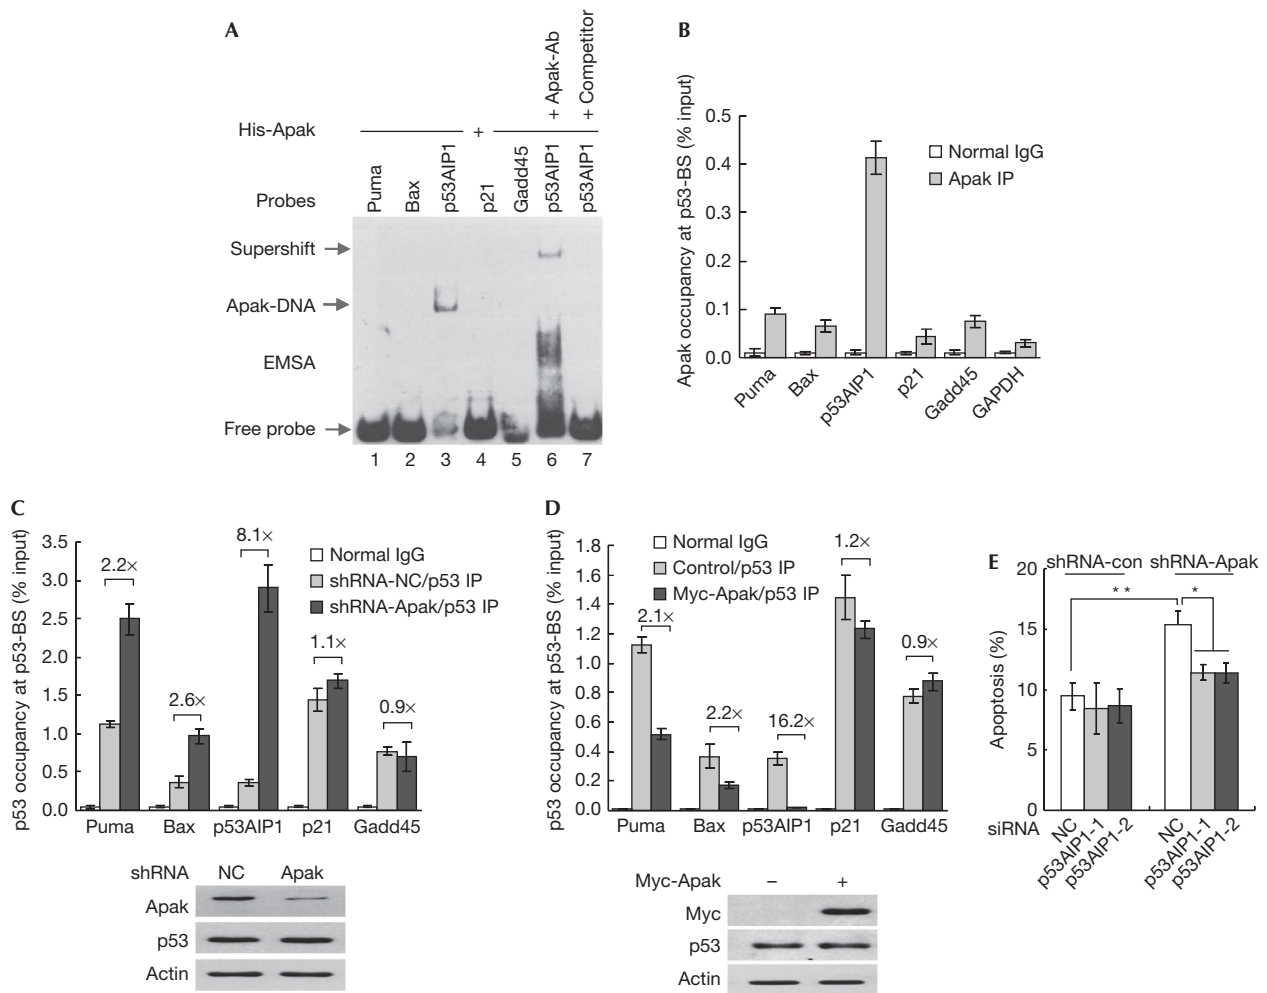 A
His-Apak
+
+ Apak-Ab
+ Competitor
Probes
Puma
Bax
p53AIP1
p21
Gadd45
p53AIP1
p53AIP1
Supershift
Apak-DNA
EMSA
Free probe
1 2 3 4 5 6 7
B
Apak occupancy at p53-BS (% input)
0.5
0.4
0.3
0.2
0.1
0.0
Normal IgG
Apak IP
Puma
Bax
p53AIP1
p21
Gadd45
GAPDH
C
p53 occupancy at p53-BS (% input)
3.5
3.0
2.5
2.0
1.5
1.0
0.5
0.0
2.2×
2.6×
8.1×
1.1×
0.9×
Normal IgG
shRNA-NC/p53 IP
shRNA-Apak/p53 IP
Puma Bax p53AIP1 p21 Gadd45
shRNA NC Apak
Apak
p53
Actin
D
p53 occupancy at p53-BS (% input)
1.8
1.6
1.4
1.2
1.0
0.8
0.6
0.4
0.2
0.0
2.1×
2.2×
16.2×
1.2×
0.9×
Normal IgG
Control/p53 IP
Myc-Apak/p53 IP
Puma Bax p53AIP1 p21 Gadd45
Myc-Apak – +
Myc
p53
Actin
E
Apoptosis (%)
20
15
10
5
0
shRNA-con shRNA-Apak
* *
*
siRNA
NC
p53AIP1-1
p53AIP1-2
NC
p53AIP1-1
p53AIP1-2